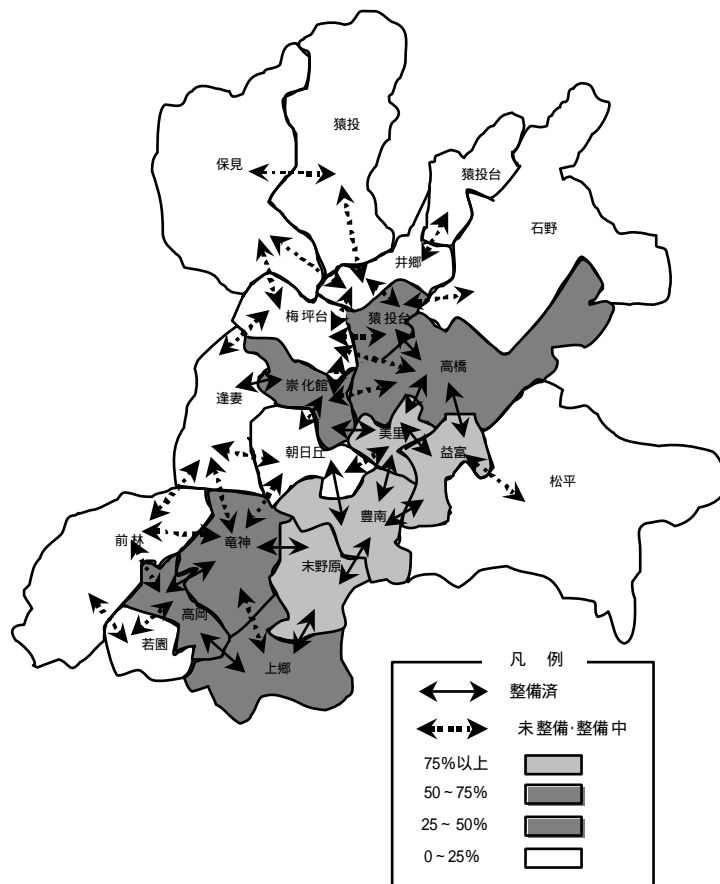 猿投
保見
猿投台
石野
井郷
梅坪台
猿投台
高橋
崇化館
逢妻
美里
朝日丘
益富
松平
豊南
前林
竜神
末野原
高岡
若園
上郷
凡 例
整備済
未整備・整備中
75%以上
50~75%
25~50%
0~25%